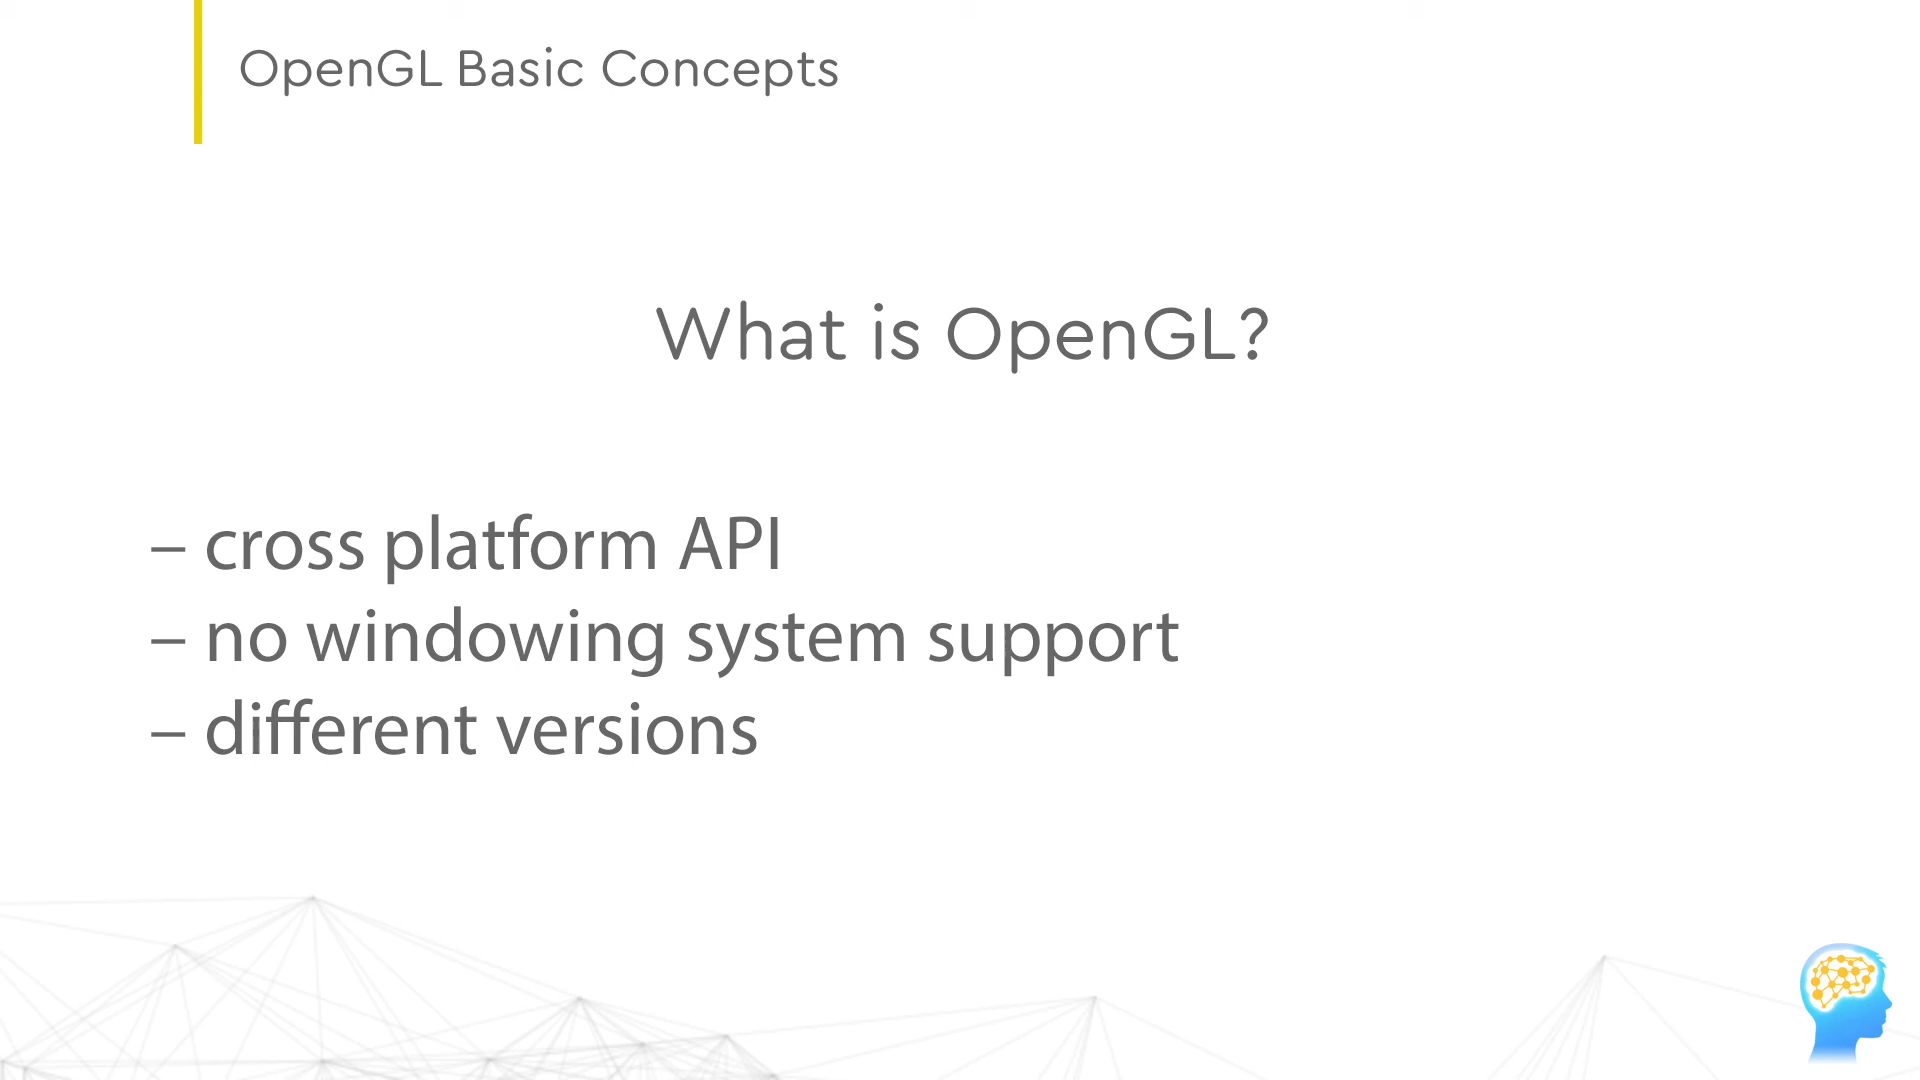 OpenGL Basic Concepts
What is OpenGL?
– cross platform API
– no windowing system support
– different versions